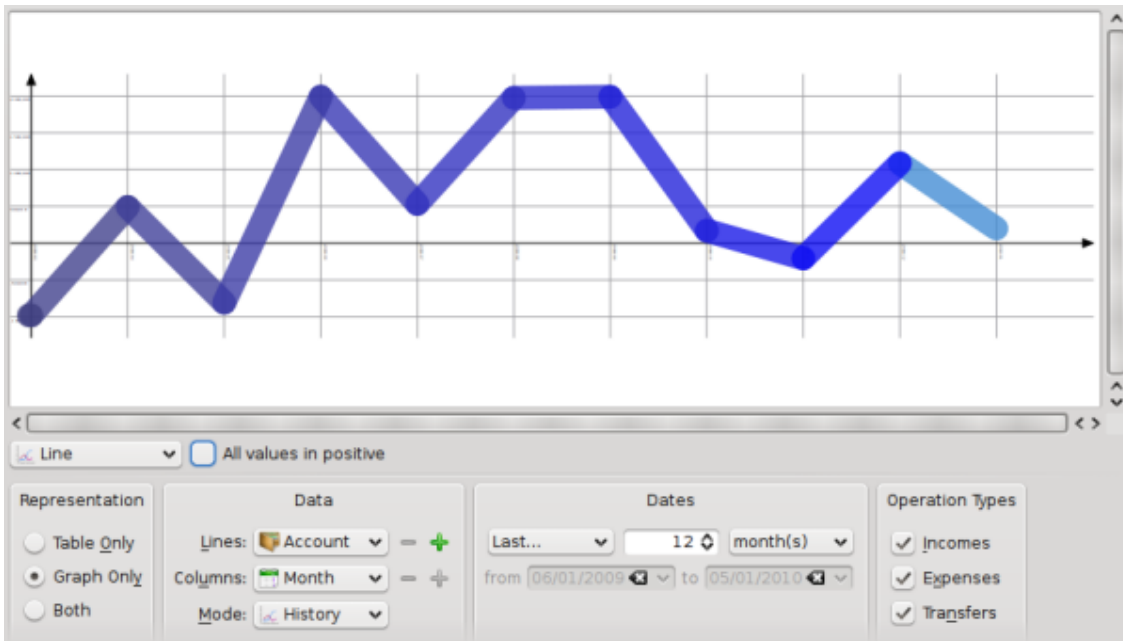 Line All values in positive
Representation Data Dates Operation Types
Table Only Lines: Account Last... 12 month(s) Incomes
Graph Only Columns: Month from 06/01/2009 to 05/01/2010 Expenses
Both Mode: History Transfers